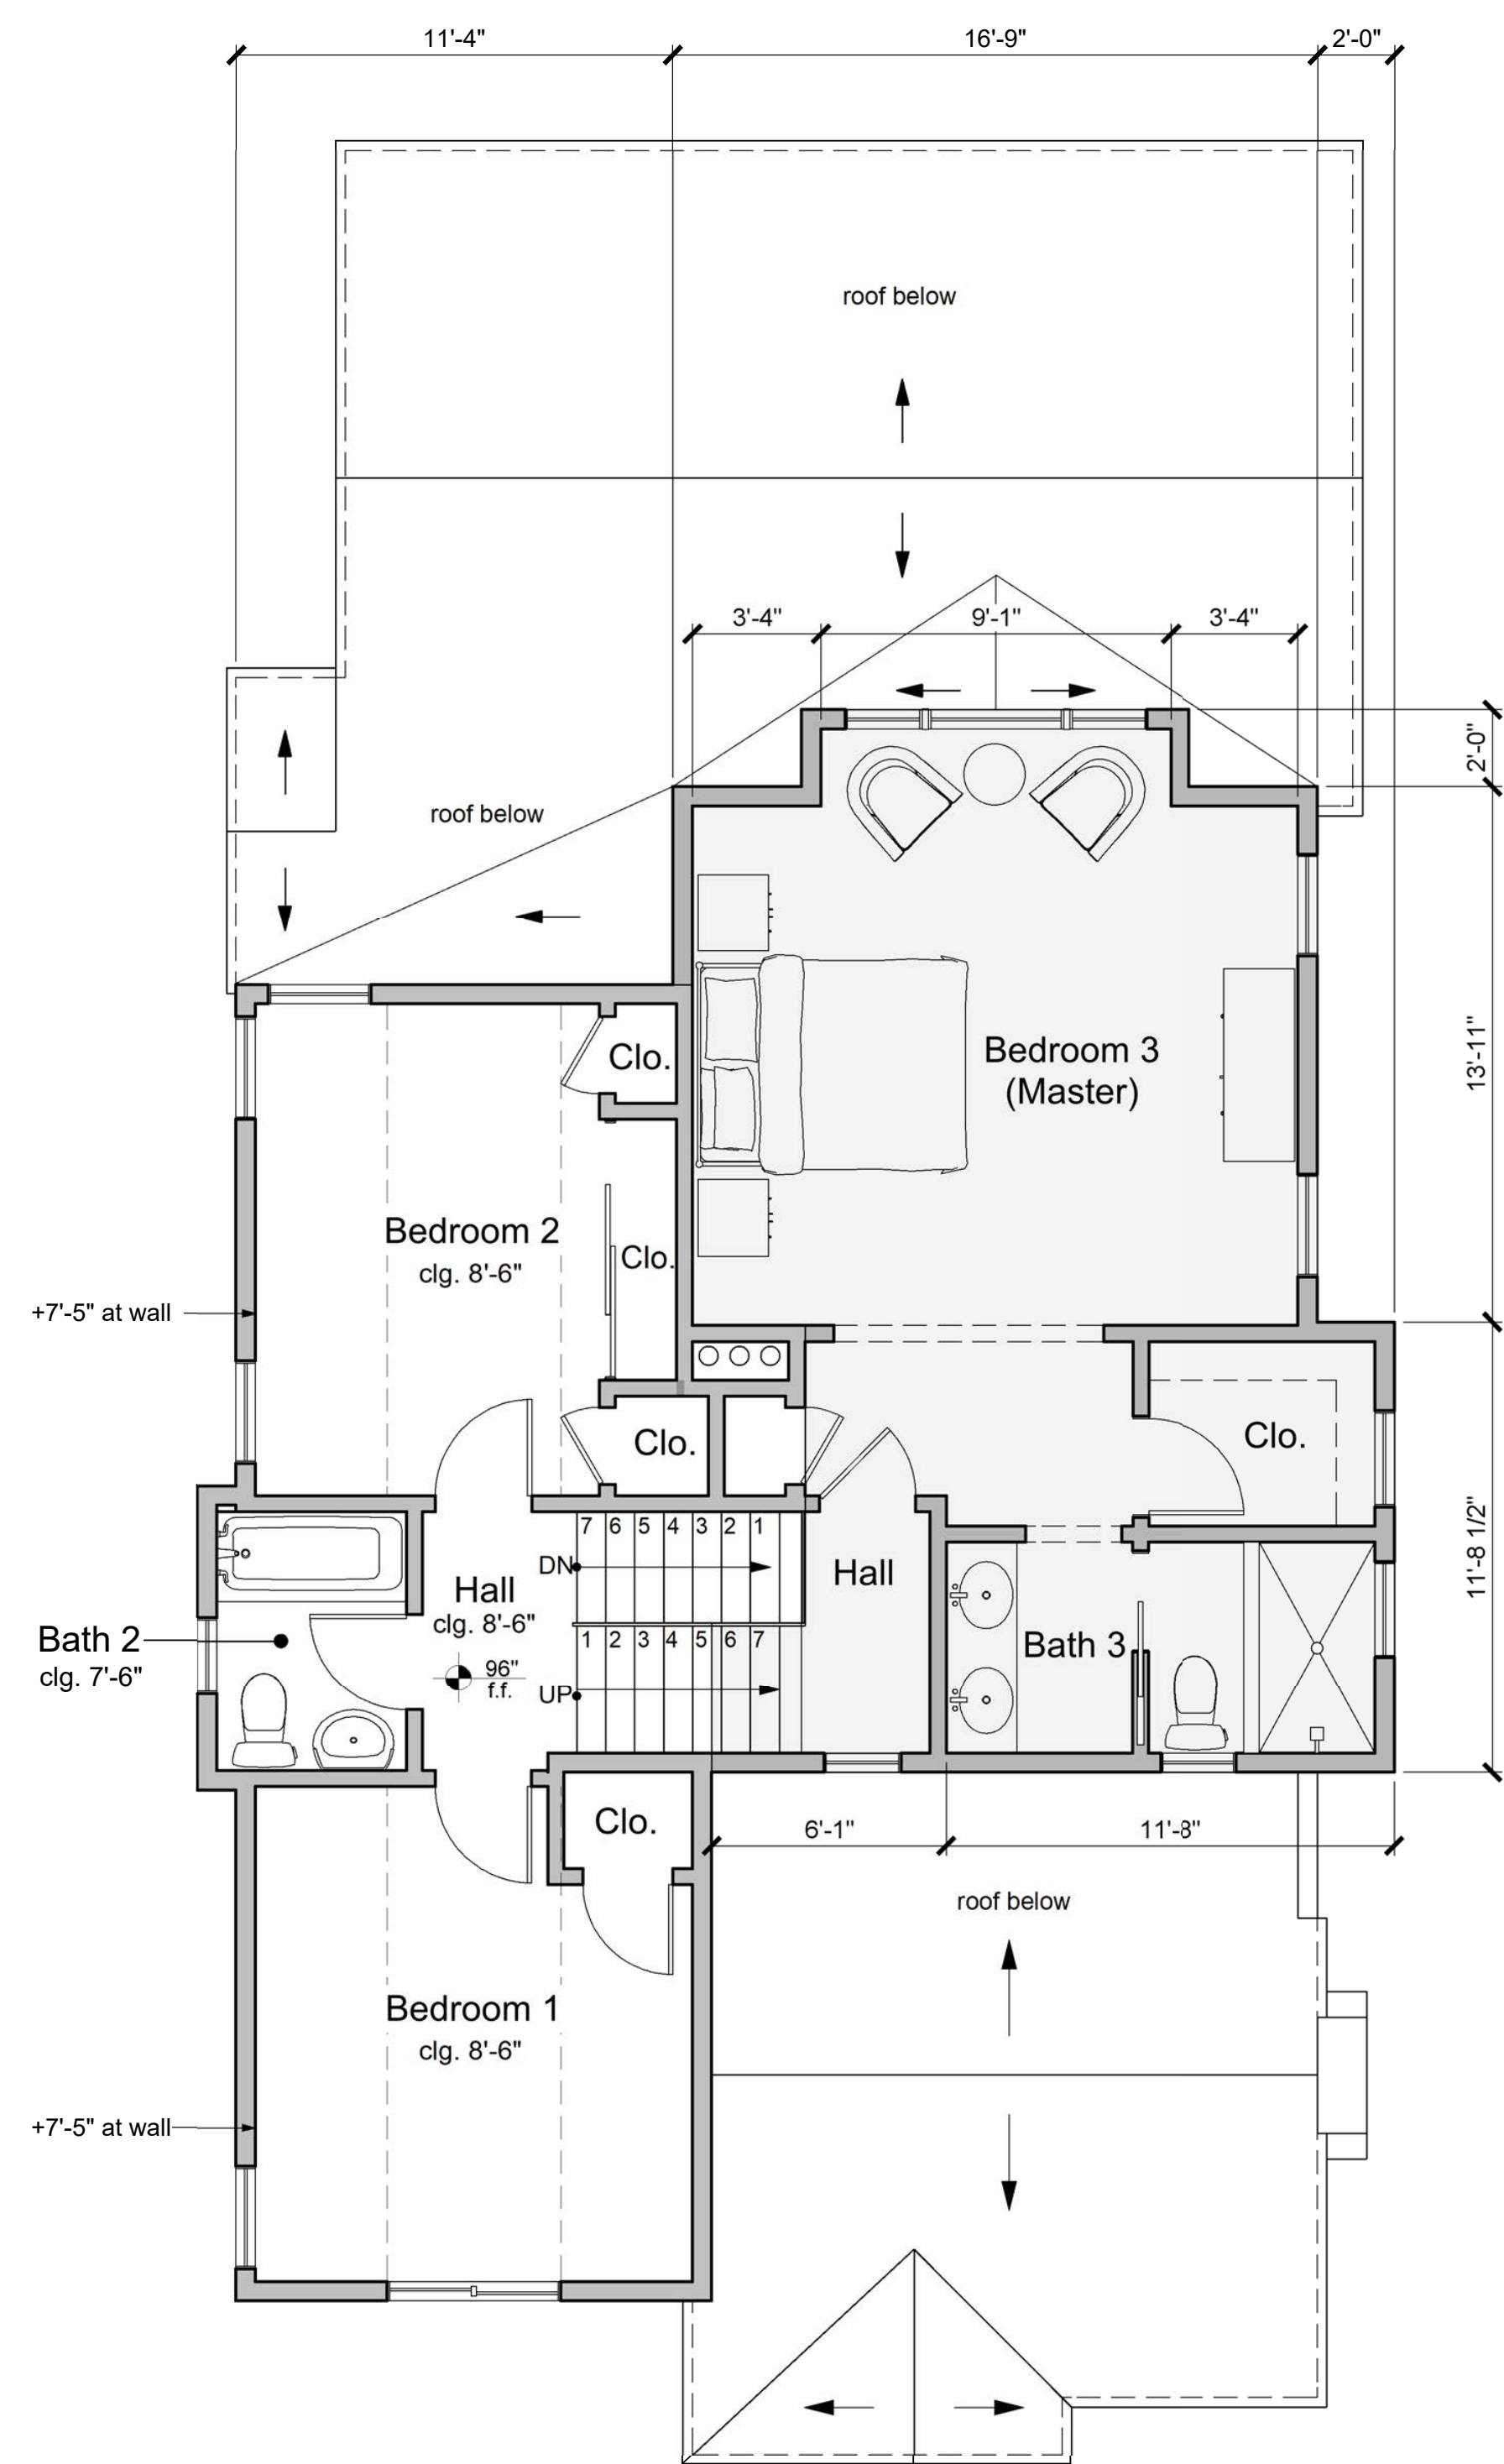 11'-4"
16'-9"
2'-0"
roof below
3'-4"
9'-1"
3'-4"
2'-0"
roof below
Clo.
Bedroom 3
(Master)
13'-11"
Bedroom 2
clg. 8'-6"
Clo.
+7'-5" at wall
Clo.
Clo.
7 6 5 4 3 2 1
DN
Hall
clg. 8'-6"
Hall
11'-8 1/2"
Bath 2
clg. 7'-6"
1 2 3 4 5 6 7
96"
f.f.
UP
Bath 3
Clo.
6'-1"
11'-8"
roof below
Bedroom 1
clg. 8'-6"
+7'-5" at wall